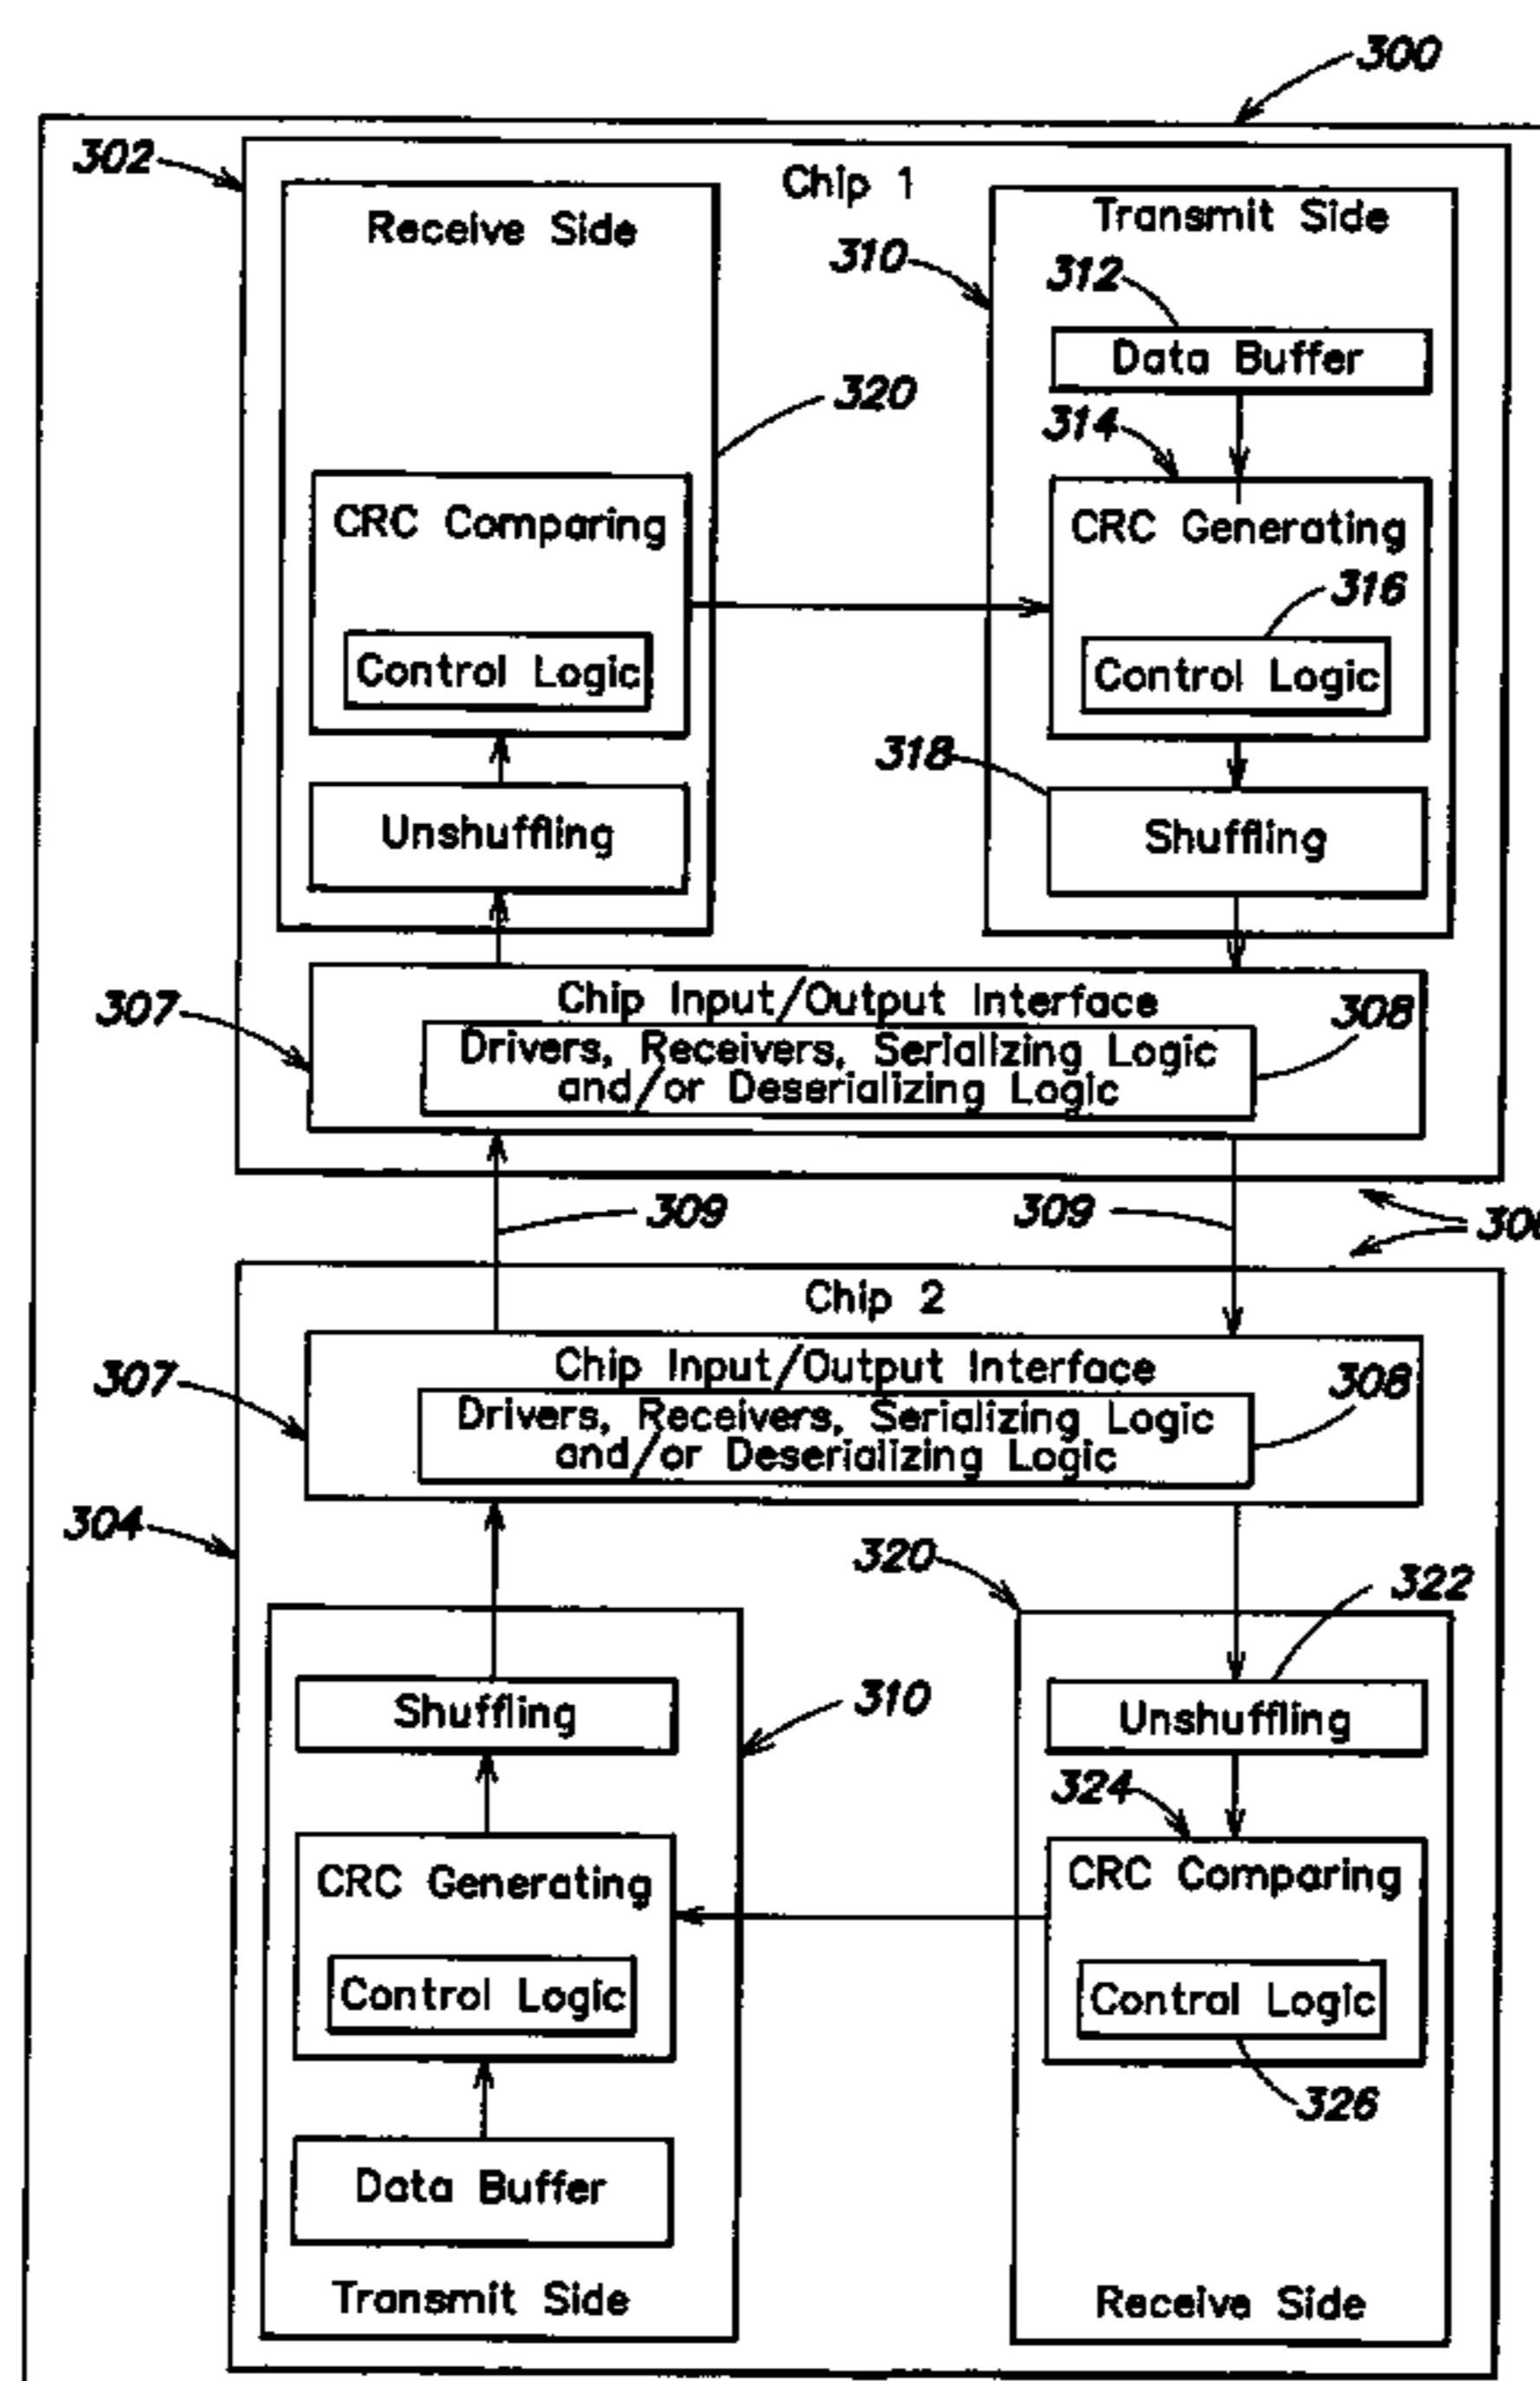 300
302
Chip 1
Receive Side
Transmit Side
310
312
Data Buffer
320
314
CRC Comparing
CRC Generating
316
Control Logic
Control Logic
318
Unshuffling
Shuffling
307
Chip Input/Output Interface
308
Drivers, Receivers, Serializing Logic
and/or Deserializing Logic
309
309
Chip 2
307
Chip Input/Output Interface
308
Drivers, Receivers, Serializing Logic
and/or Deserializing Logic
304
320
322
Shuffling
310
Unshuffling
324
CRC Generating
CRC Comparing
Control Logic
Control Logic
326
Data Buffer
Transmit Side
Receive Side